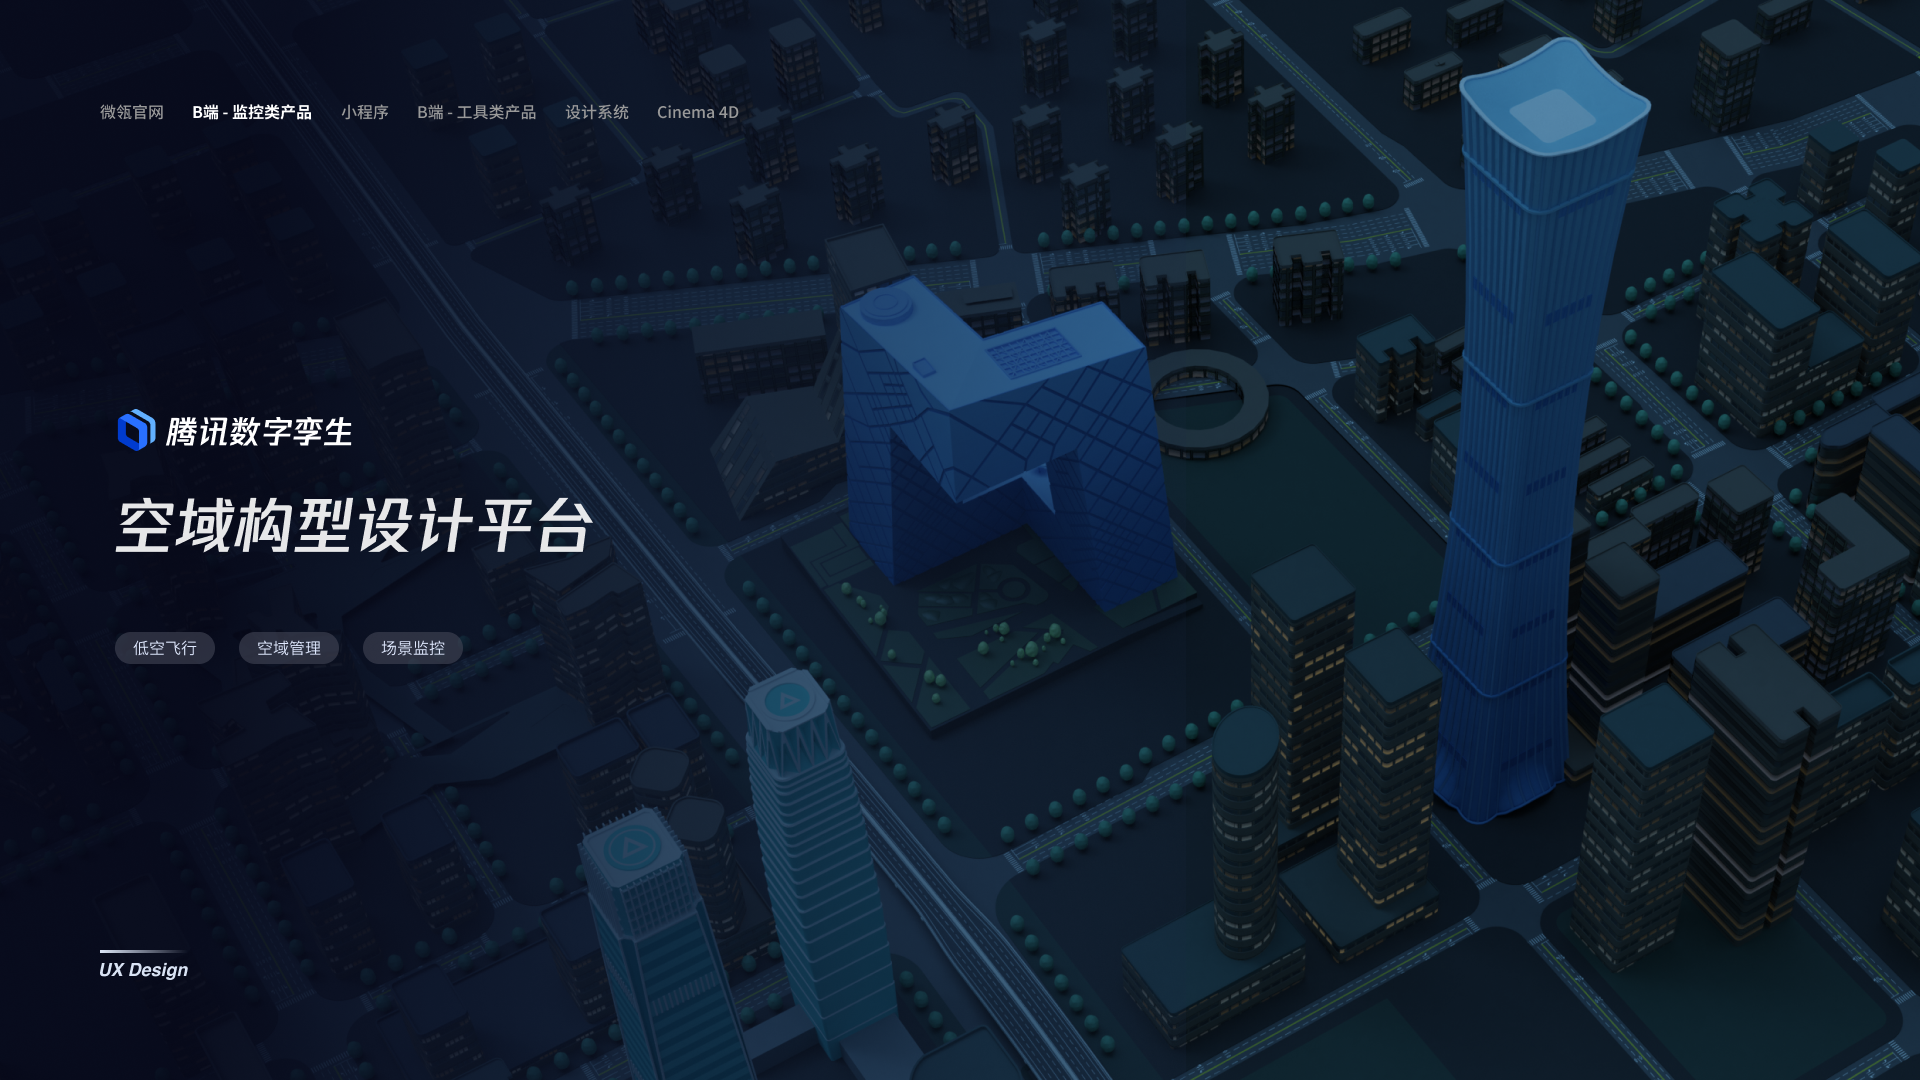 微瓴官网 B端 - 监控类产品 小程序 B端 - 工具类产品 设计系统 Cinema 4D
腾讯数字孪生
空域构型设计平台
低空飞行 空域管理 场景监控
UX Design